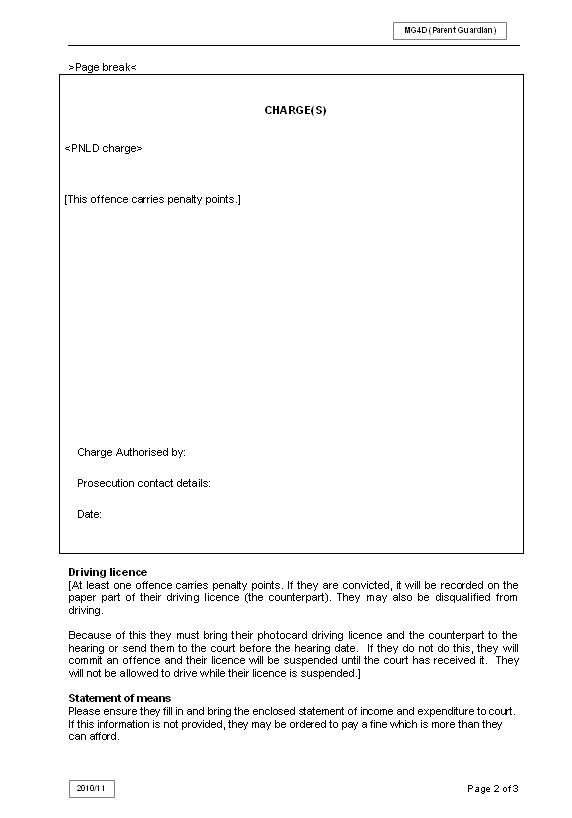 MG4D (Parent Guardian)
>Page break<
CHARGE(S)
<PNLD charge>
[This offence carries penalty points.]
Charge Authorised by:
Prosecution contact details:
Date:
Driving licence
[At least one offence carries penalty points. If they are convicted, it will be recorded on the
paper part of their driving licence (the counterpart). They may also be disqualified from
driving.
Because of this they must bring their photocard driving licence and the counterpart to the
hearing or send them to the court before the hearing date. If they do not do this, they will
commit an offence and their licence will be suspended until the court has received it. They
will not be allowed to drive while their licence is suspended.]
Statement of means
Please ensure they fill in and bring the enclosed statement of income and expenditure to court.
If this information is not provided, they may be ordered to pay a fine which is more than they
can afford.
2010/11
Page 2 of 3